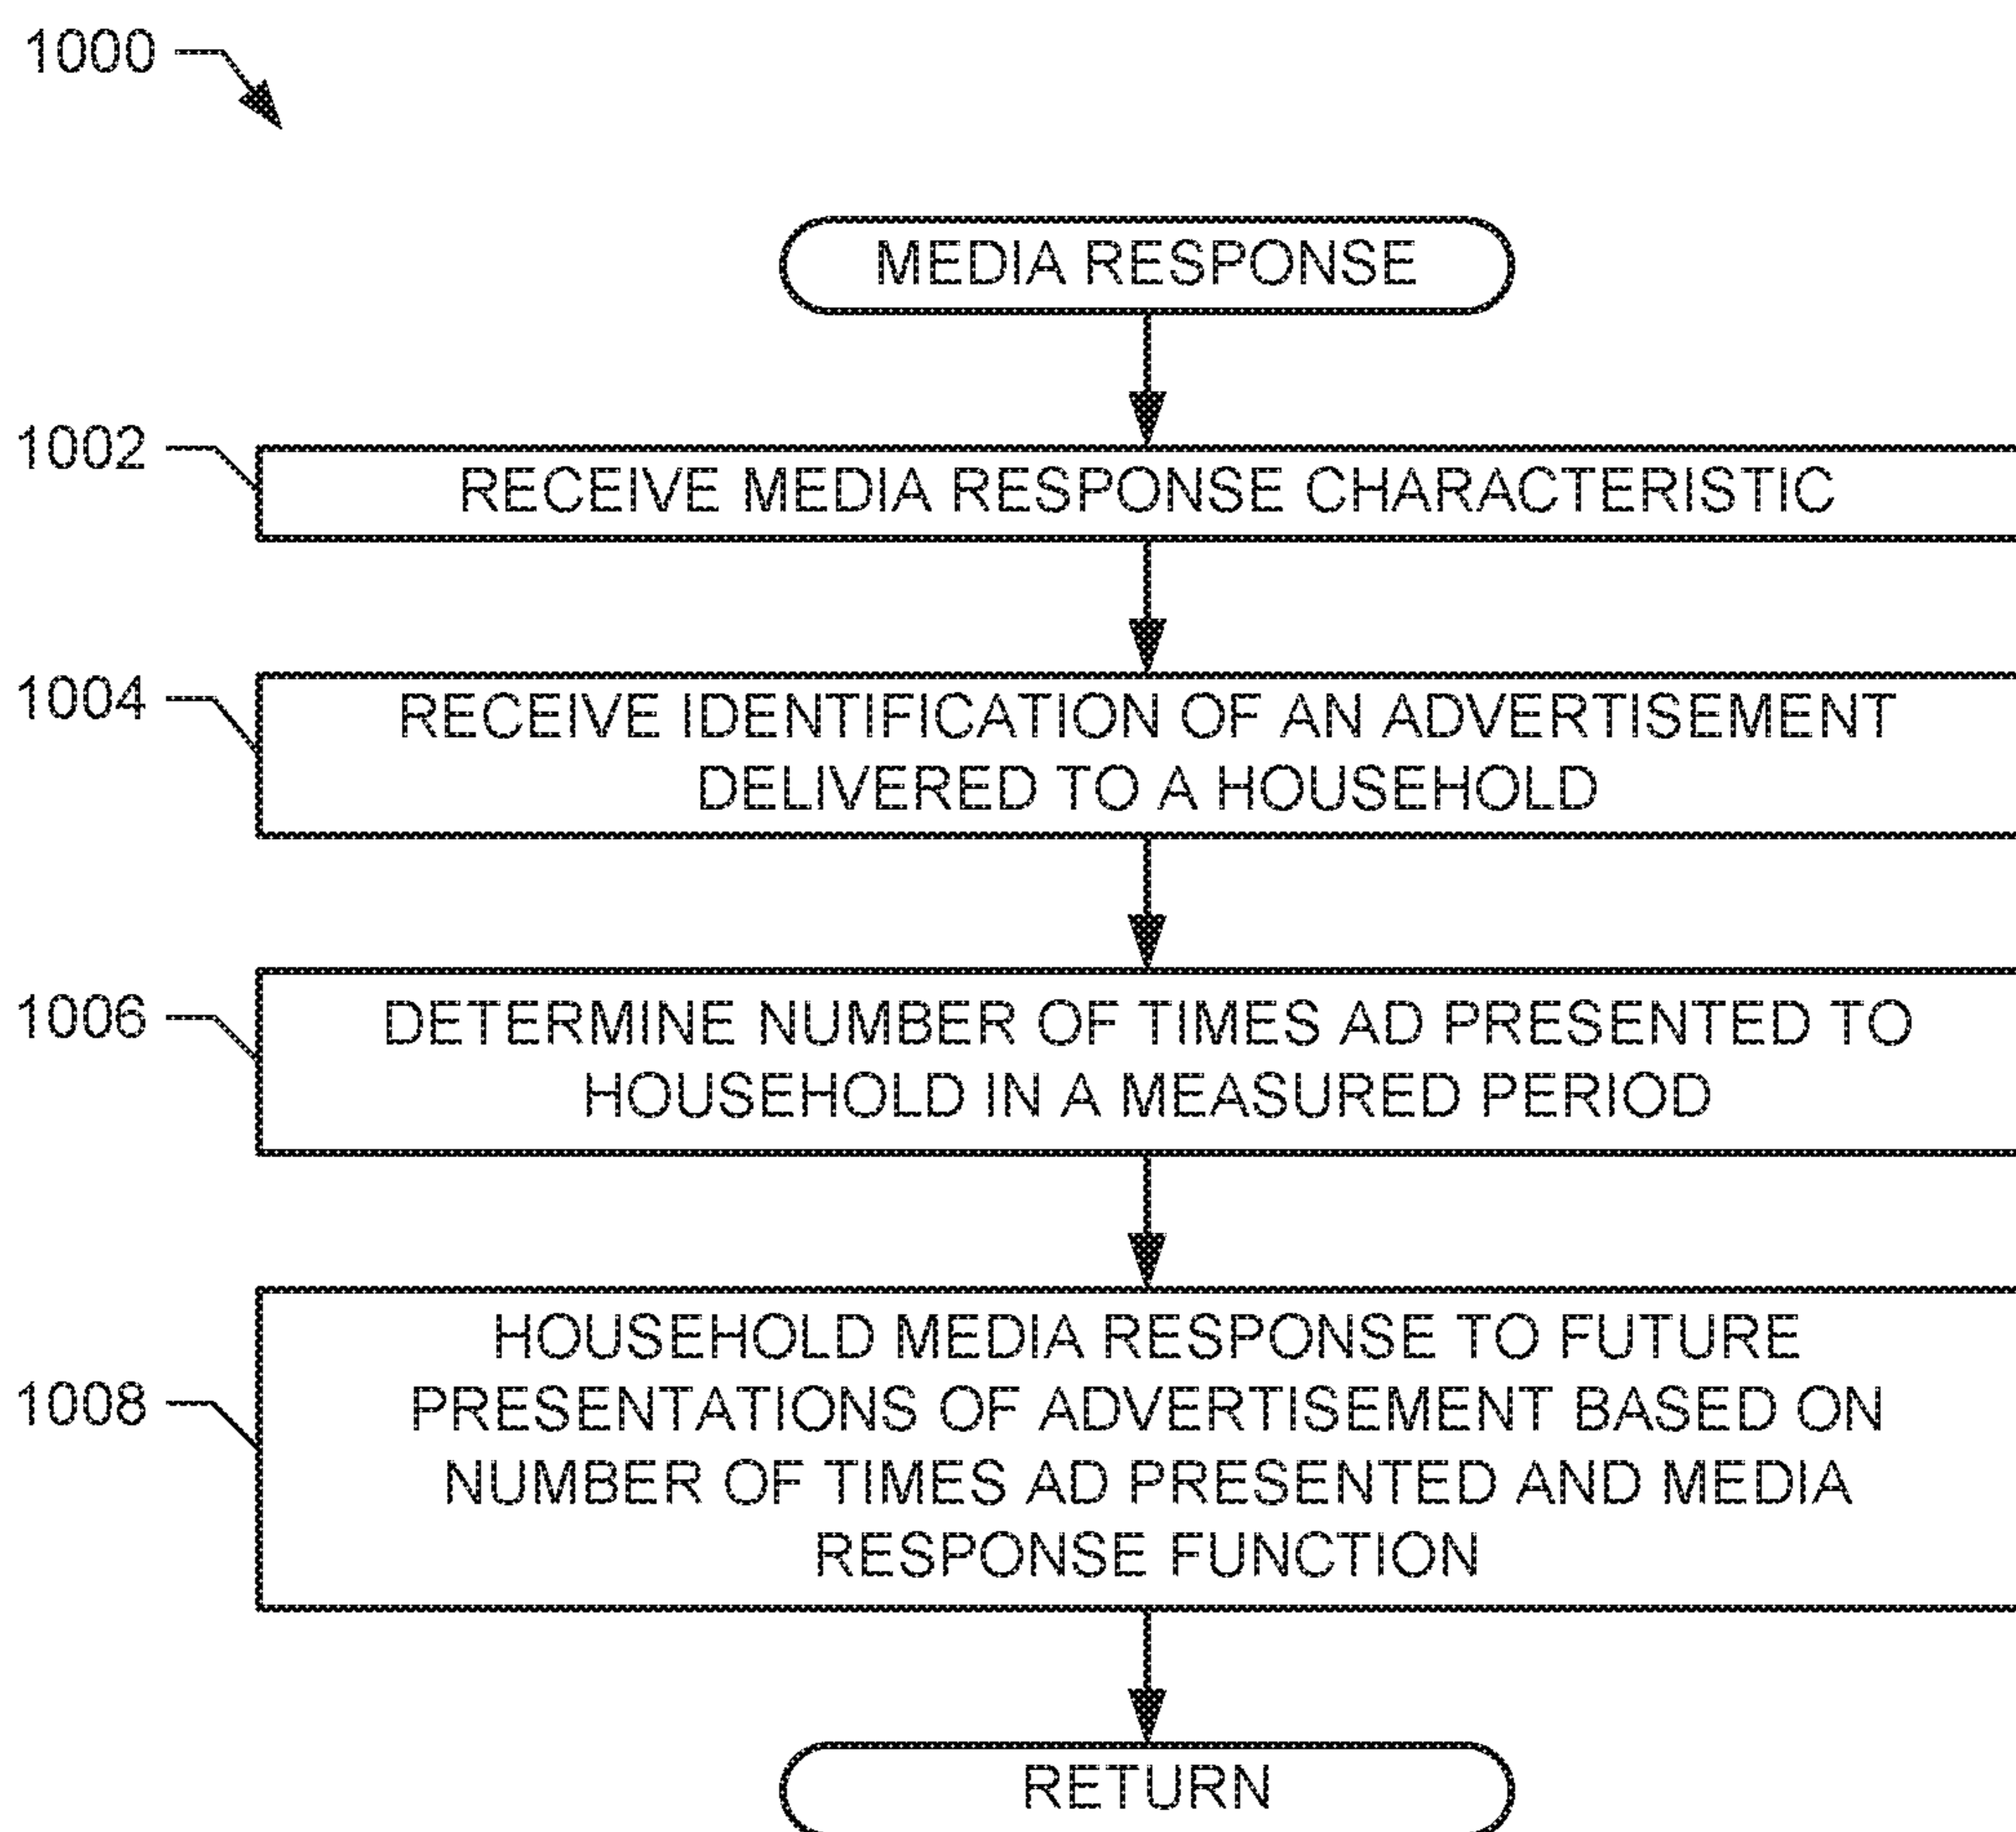 1000
MEDIA RESPONSE
1002
RECEIVE MEDIA RESPONSE CHARACTERISTIC
1004
RECEIVE IDENTIFICATION OF AN ADVERTISEMENT
DELIVERED TO A HOUSEHOLD
1006
DETERMINE NUMBER OF TIMES AD PRESENTED TO
HOUSEHOLD IN A MEASURED PERIOD
1008
HOUSEHOLD MEDIA RESPONSE TO FUTURE
PRESENTATIONS OF ADVERTISEMENT BASED ON
NUMBER OF TIMES AD PRESENTED AND MEDIA
RESPONSE FUNCTION
RETURN